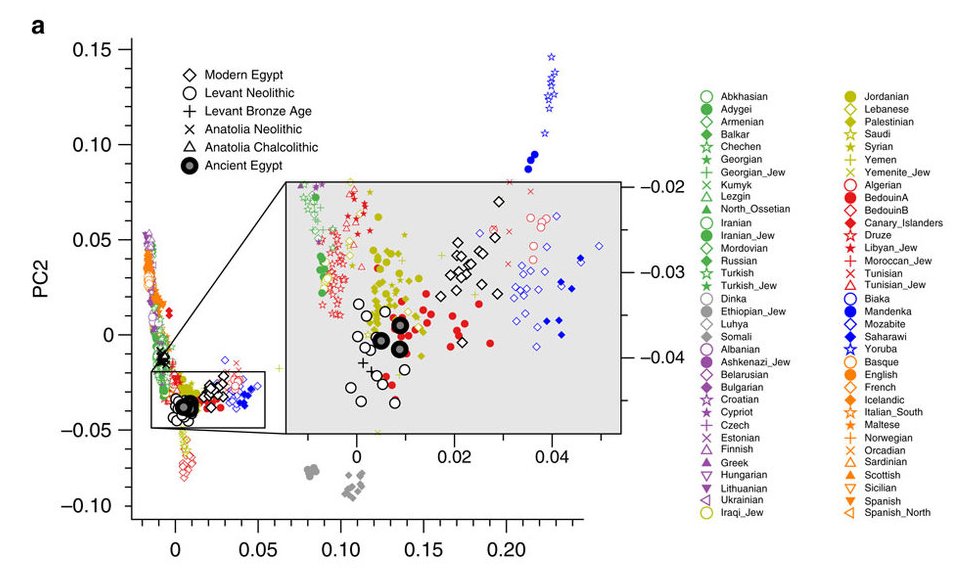 a
0.15
0.10
0.05
0
−0.05
−0.10
PC2
Modern Egypt
Levant Neolithic
Levant Bronze Age
Anatolia Neolithic
Anatolia Chalcolithic
Ancient Egypt
−0.02
−0.03
−0.04
0 0.02 0.04
0 0.05 0.10 0.15 0.20
Abkhasian
Adygei
Armenian
Balkar
Chechen
Georgian
Georgian_Jew
Kumyk
Lezgin
North_Ossetian
Iranian
Iranian_Jew
Mordovian
Russian
Turkish
Turkish_Jew
Dinka
Ethiopian_Jew
Luhya
Somali
Albanian
Ashkenazi_Jew
Belarusian
Bulgarian
Croatian
Cypriot
Czech
Estonian
Finnish
Greek
Hungarian
Lithuanian
Ukrainian
Iraqi_Jew
Jordanian
Lebanese
Palestinian
Saudi
Syrian
Yemen
Yemenite_Jew
Algerian
BedouinA
BedouinB
Canary_Islanders
Druze
Libyan_Jew
Moroccan_Jew
Tunisian
Tunisian_Jew
Biaka
Mandenka
Mozabite
Saharawi
Yoruba
Basque
English
French
Icelandic
Italian_South
Maltese
Norwegian
Orcadian
Sardinian
Scottish
Sicilian
Spanish
Spanish_North